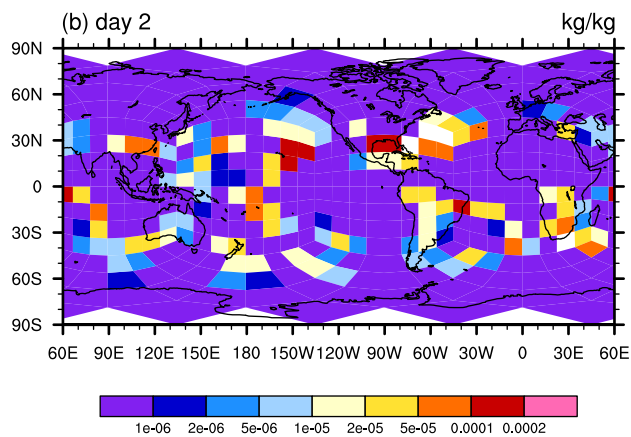 (b) day 2 kg/kg
90N
60N
30N
0
30S
60S
90S
60E 90E 120E 150E 180 150W 120W 90W 60W 30W 0 30E 60E
1e-06 2e-06 5e-06 1e-05 2e-05 5e-05 0.0001 0.0002